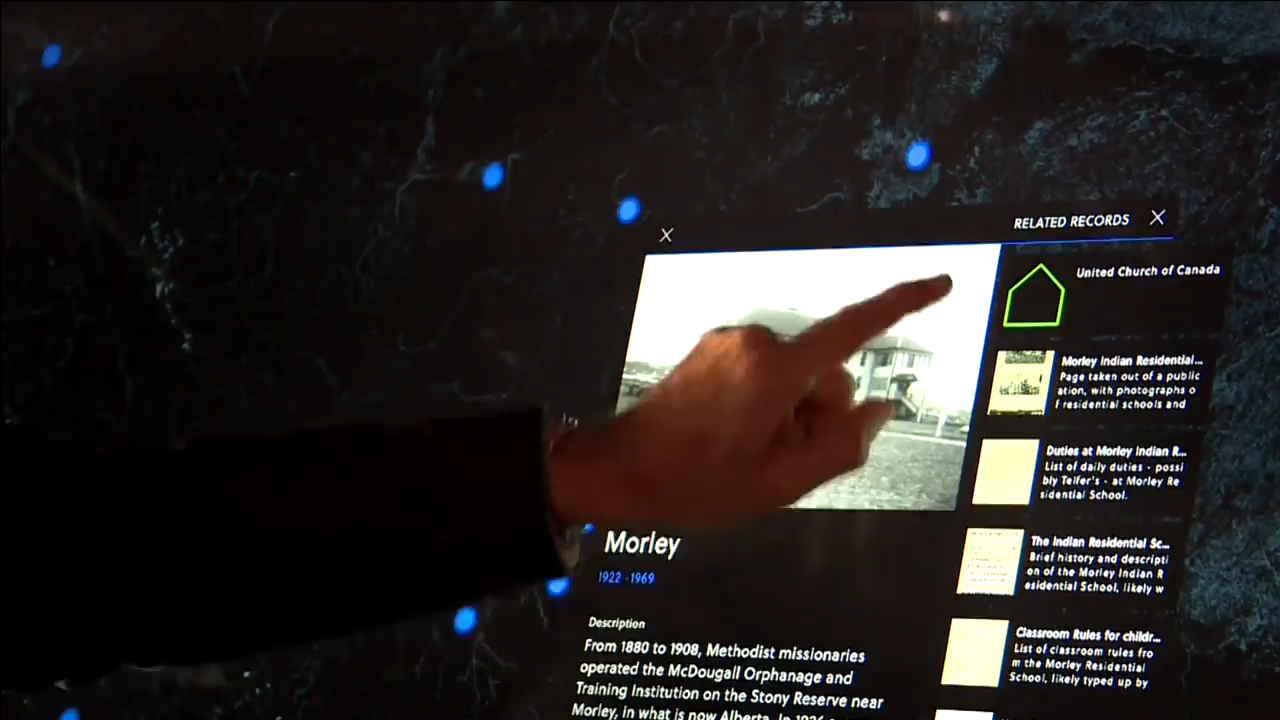 RELATED RECORDS
United Church of Canada
Morley Indian Residential...
Page taken out of a public
ation, with photographs o
f residential schools and
Duties at Morley Indian R...
List of daily duties - possi
bly Telfer's - at Morley Re
sidential School.
The Indian Residential Sc...
Brief history and descripti
on of the Morley Indian R
esidential School, likely w
Classroom Rules for childr...
List of classroom rules fro
m the Morley Residential
School, likely typed up by
Morley
1922 - 1969
Description
From 1880 to 1908, Methodist missionaries
operated the McDougall Orphanage and
Training Institution on the Stony Reserve near
Morley, in what is now Alberta. In